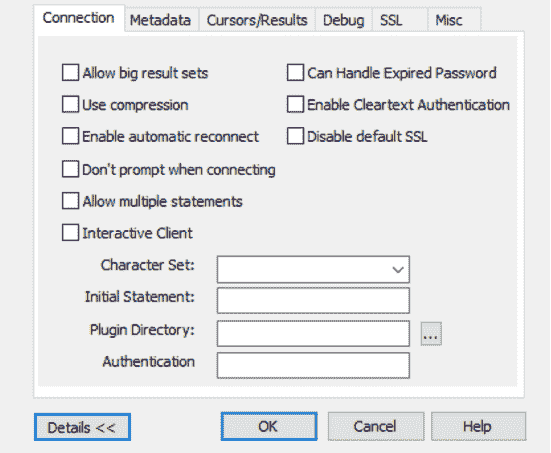 Connection Metadata Cursors/Results Debug SSL Misc
Allow big result sets Can Handle Expired Password
Use compression Enable Cleartext Authentication
Enable automatic reconnect Disable default SSL
Don't prompt when connecting
Allow multiple statements
Interactive Client
Character Set:
Initial Statement:
Plugin Directory: ...
Authentication
Details << OK Cancel Help